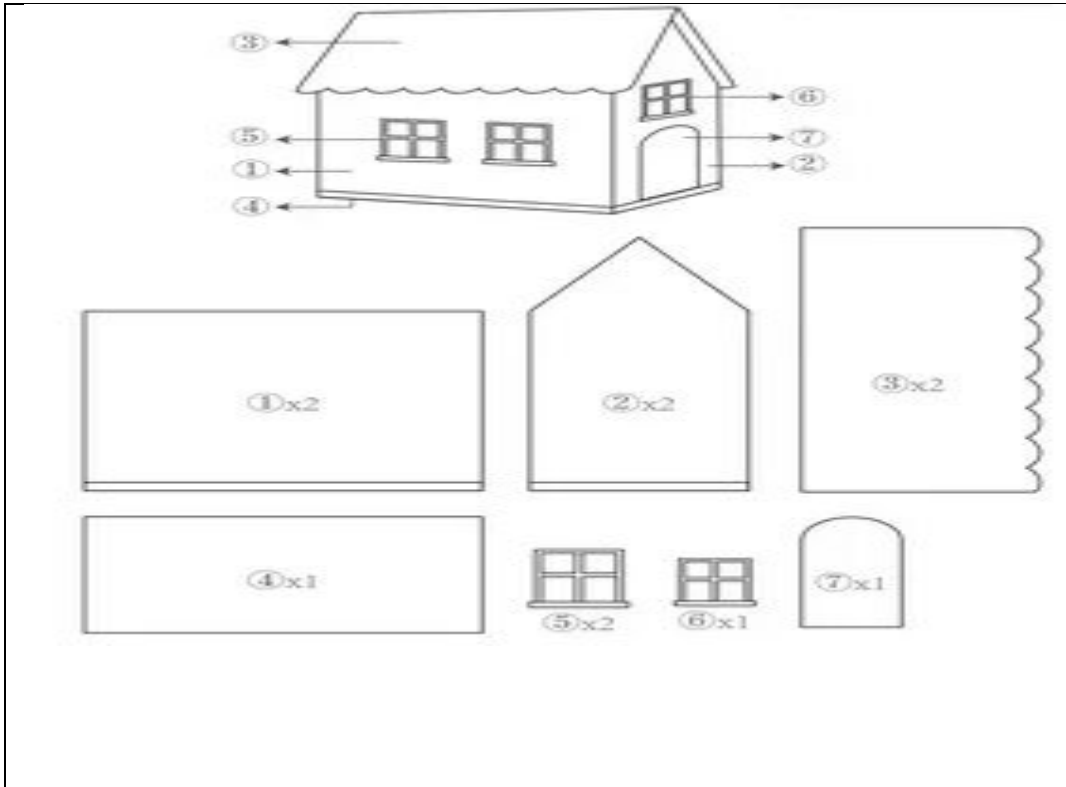 ③
⑥
⑤
⑦
①
②
④
①x2
②x2
③x2
④x1
⑤x2
⑥x1
⑦x1